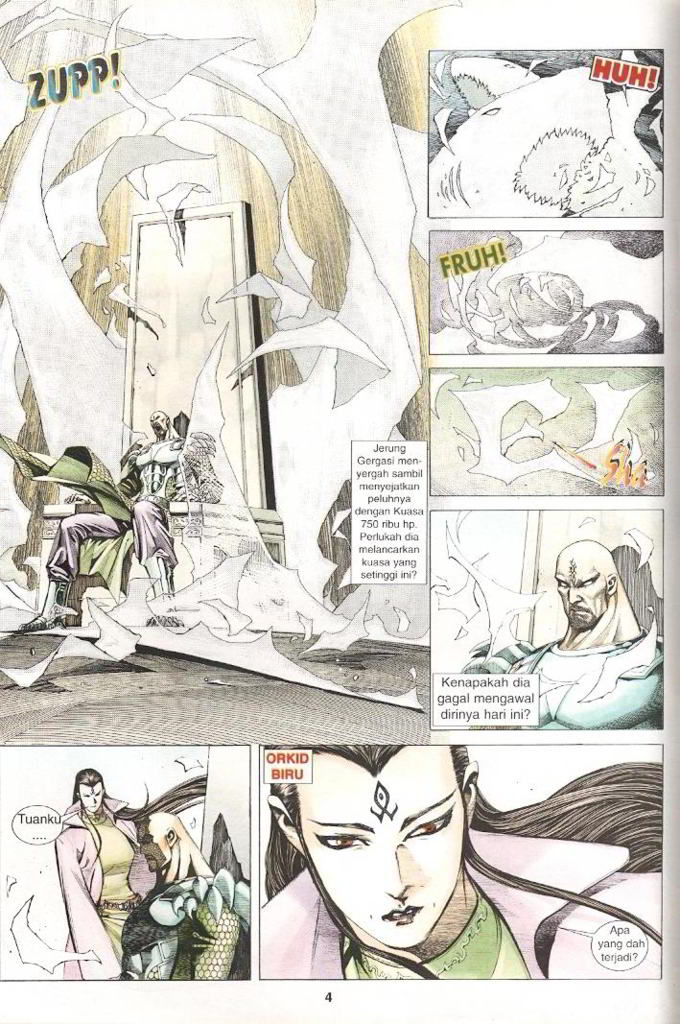 ZUPP!
HUH!
FRUH!
Jerung
Gergasi men-
yergah sambil
menyejatkan
peluhnya
dengan Kuasa
750 ribu hp.
Perlukah dia
melancarkan
kuasa yang
setinggi ini?
Kenapakah dia
gagal mengawal
dirinya hari ini?
Tuanku
....
ORKID
BIRU
Apa
yang dah
terjadi?
4